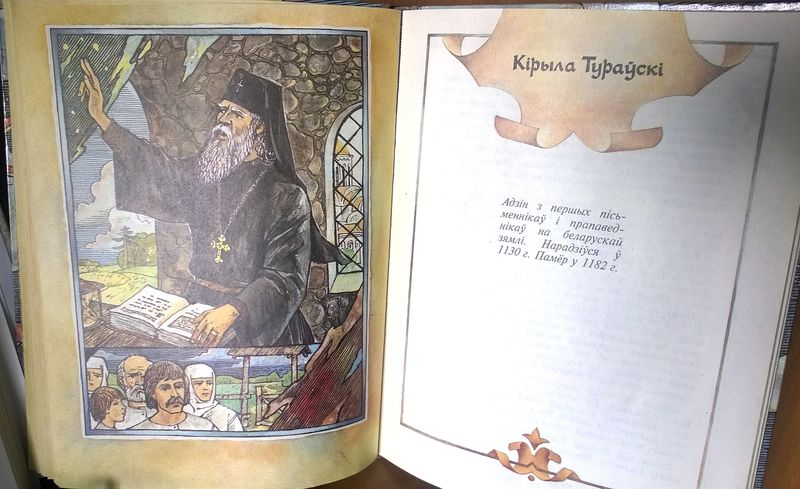 Кірыла Тураўскі
Адзін з першых пісь-
меннікаў і прапавед-
нікаў на беларускай
зямлі. Нарадзіўся ў
1130 г. Памёр у 1182 г.